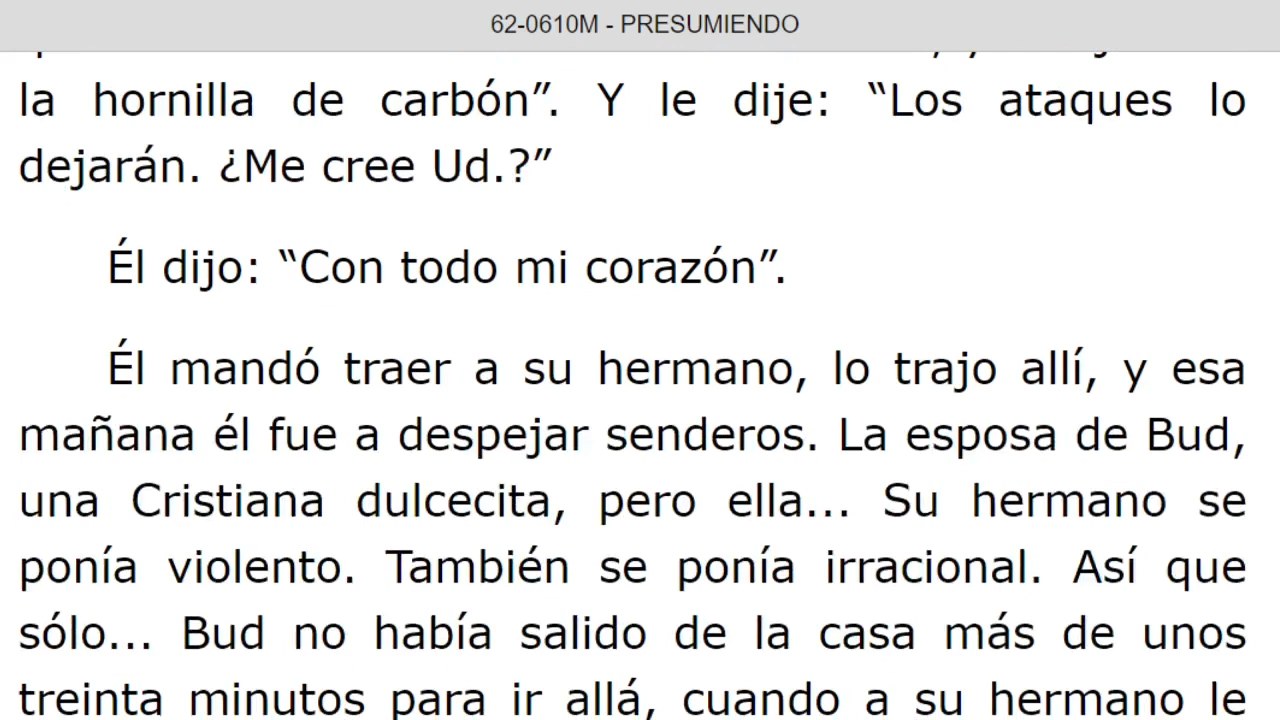 62-0610M - PRESUMIENDO
la hornilla de carbón”. Y le dije: “Los ataques lo
dejarán. ¿Me cree Ud.?”
Él dijo: “Con todo mi corazón”.
Él mandó traer a su hermano, lo trajo allí, y esa
mañana él fue a despejar senderos. La esposa de Bud,
una Cristiana dulcecita, pero ella... Su hermano se
ponía violento. También se ponía irracional. Así que
sólo... Bud no había salido de la casa más de unos
treinta minutos para ir allá, cuando a su hermano le